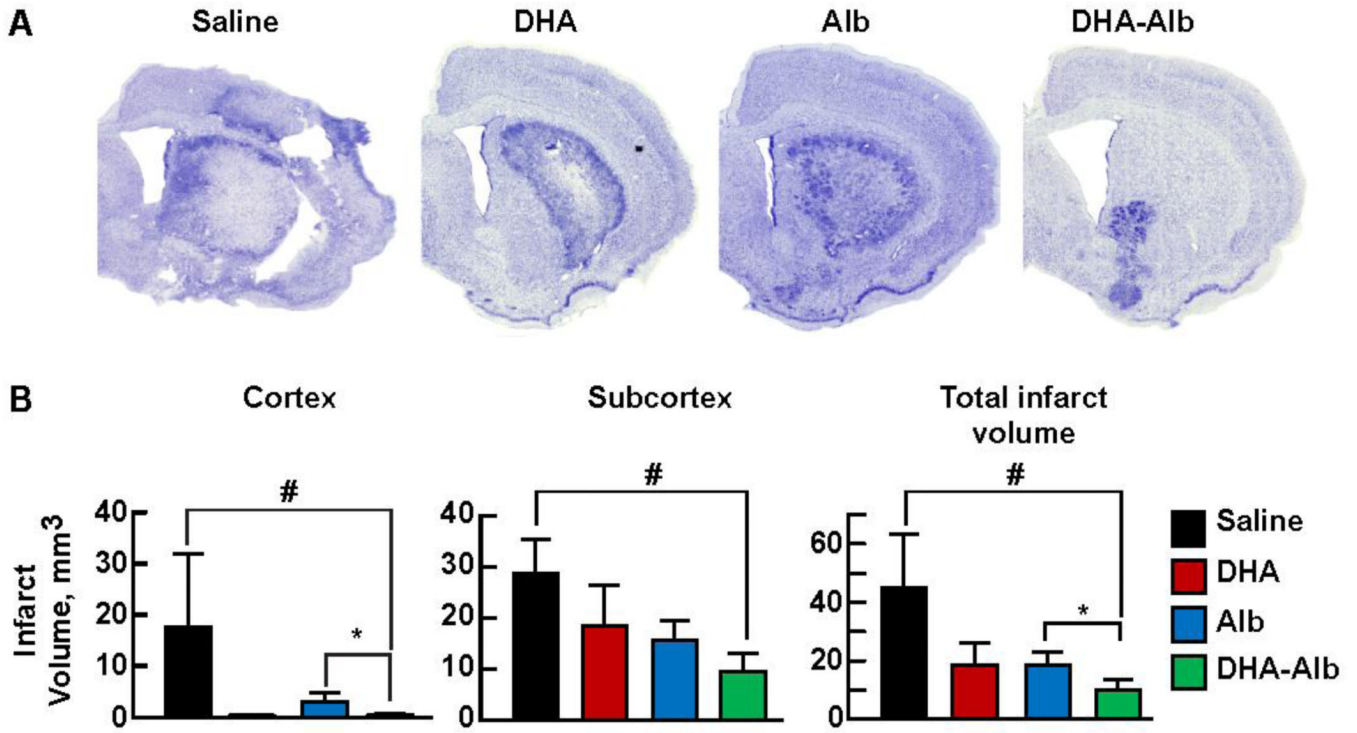 A
Saline
DHA
Alb
DHA-Alb
B
Cortex
Subcortex
Total infarct
volume
Infarct
Volume, mm3
#
*
40
30
20
10
0
#
40
30
20
10
0
#
*
60
40
20
0
Saline
DHA
Alb
DHA-Alb